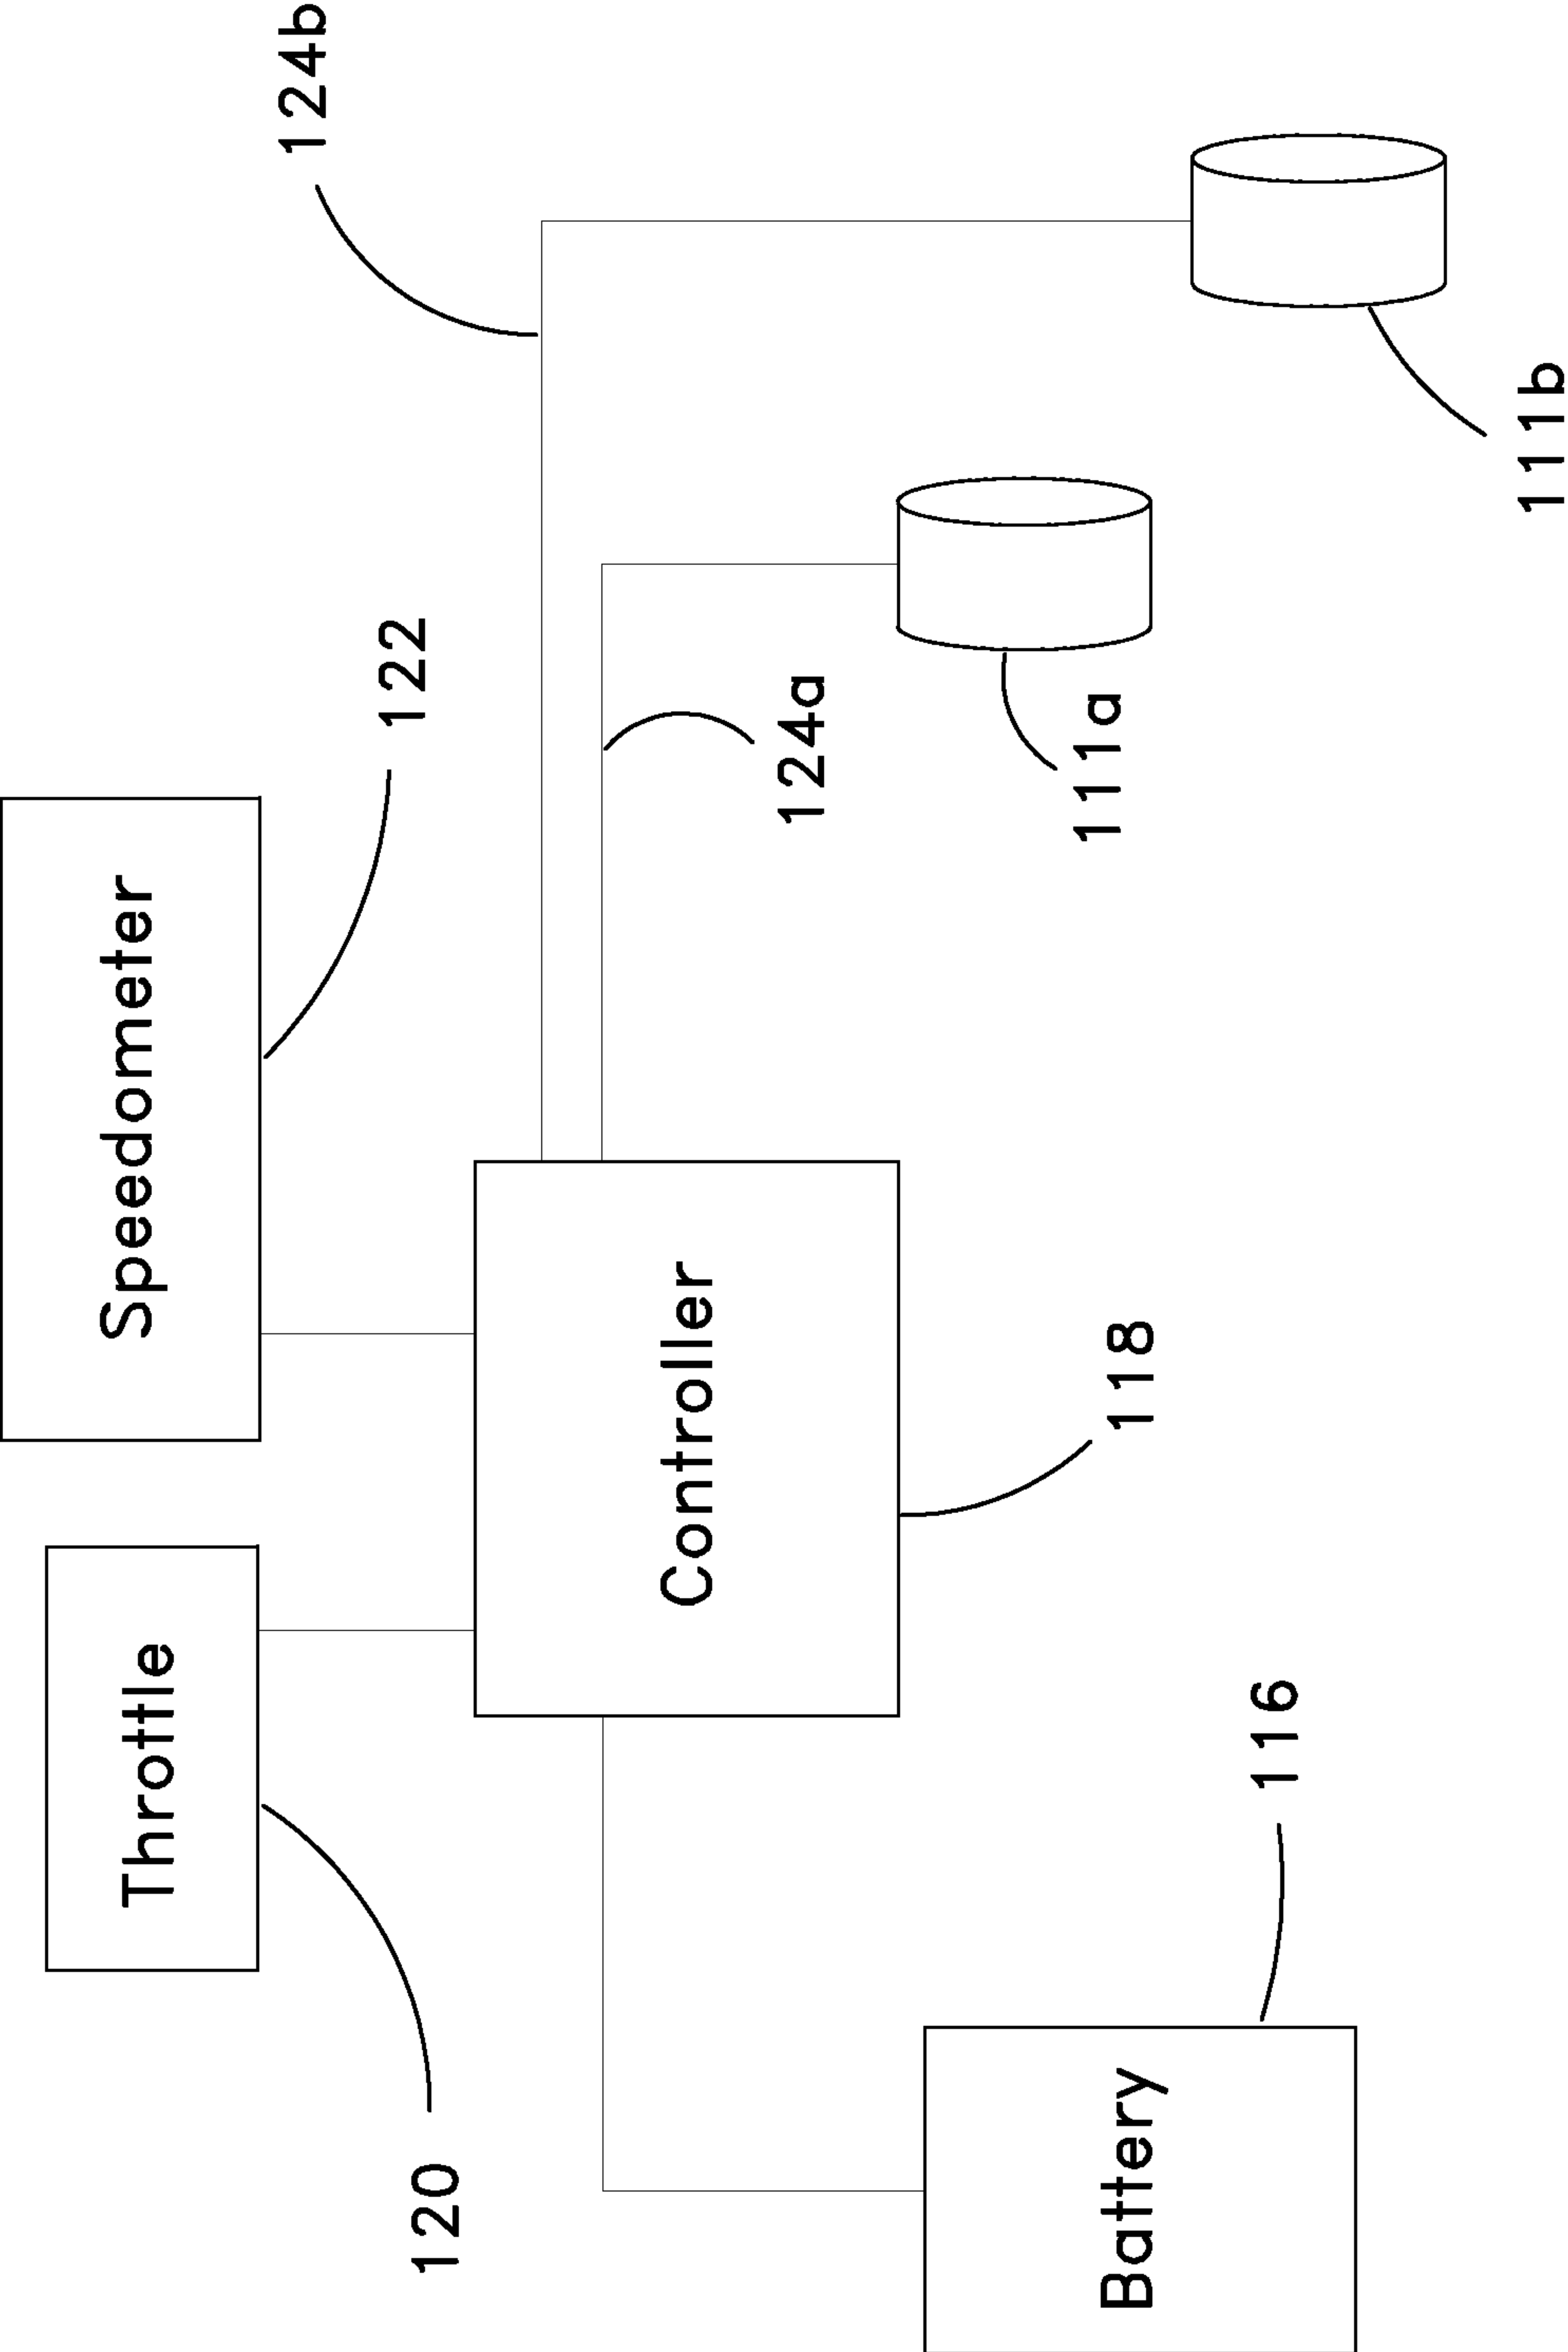 Throttle
Speedometer
124b
120
122
Controller
124a
111a
118
Battery
116
111b